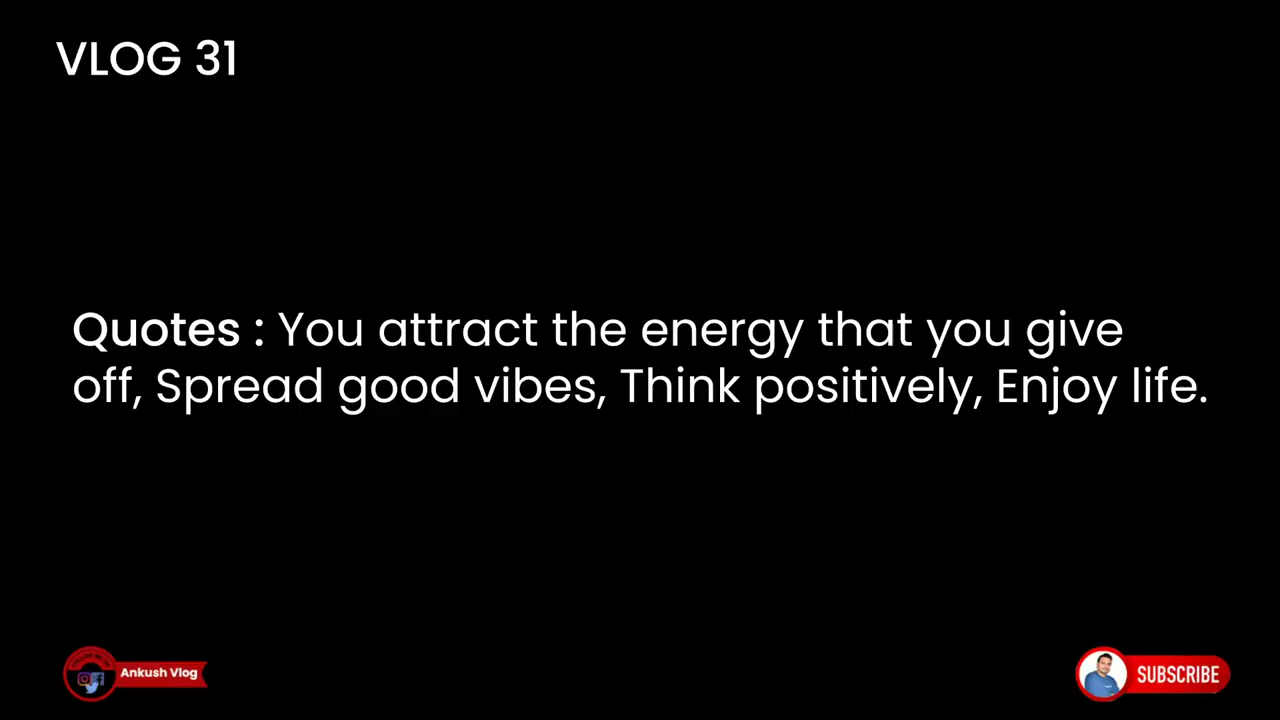 VLOG 31
Quotes : You attract the energy that you give
off, Spread good vibes, Think positively, Enjoy life.
Ankush Vlog
SUBSCRIBE